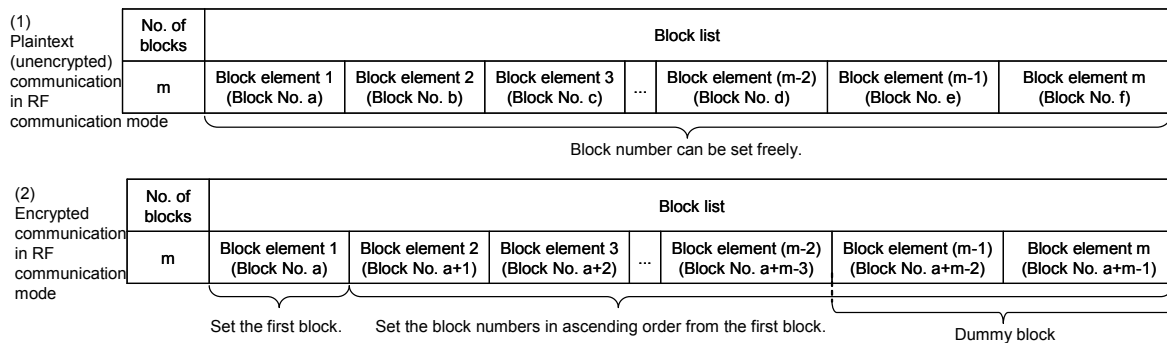 (1)
Plaintext
(unencrypted)
communication
in RF
communication mode
No. of
blocks
Block list
m
Block element 1
(Block No. a)
Block element 2
(Block No. b)
Block element 3
(Block No. c)
...
Block element (m-2)
(Block No. d)
Block element (m-1)
(Block No. e)
Block element m
(Block No. f)
Block number can be set freely.
(2)
Encrypted
communication
in RF
communication
mode
No. of
blocks
Block list
m
Block element 1
(Block No. a)
Block element 2
(Block No. a+1)
Block element 3
(Block No. a+2)
...
Block element (m-2)
(Block No. a+m-3)
Block element (m-1)
(Block No. a+m-2)
Block element m
(Block No. a+m-1)
Set the first block.
Set the block numbers in ascending order from the first block.
Dummy block